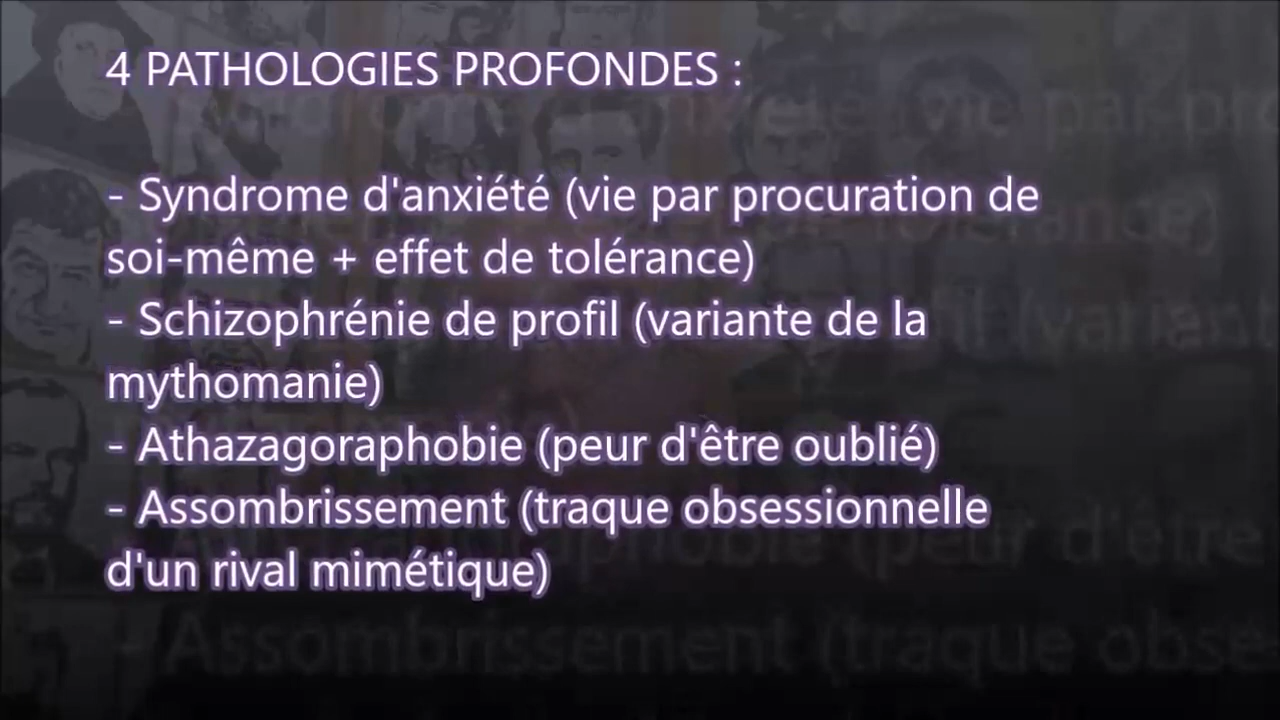 4 PATHOLOGIES PROFONDES :
- Syndrome d'anxiété (vie par procuration de
soi-même + effet de tolérance)
- Schizophrénie de profil (variante de la
mythomanie)
- Athazagoraphobie (peur d'être oublié)
- Assombrissement (traque obsessionnelle
d'un rival mimétique)